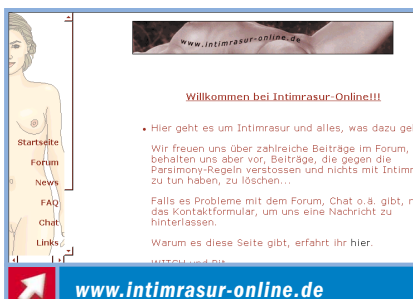 www.intimrasur-online.de
Willkommen bei Intimrasur-Online!!!
Hier geht es um Intimrasur und alles, was dazu
Wir freuen uns über zahlreiche Beiträge im Forum,
behalten uns aber vor, Beiträge, die gegen die
Parsimony-Regeln verstossen und nichts mit
zu tun haben, zu löschen...
Falls es Probleme mit dem Forum, Chat o.ä. gibt,
das Kontaktformular, um uns eine Nachricht zu
hinterlassen.
Warum es diese Seite gibt, erfahrt ihr hier.
Startseite
Forum
News
FAQ
Chat
Links
www.intimrasur-online.de